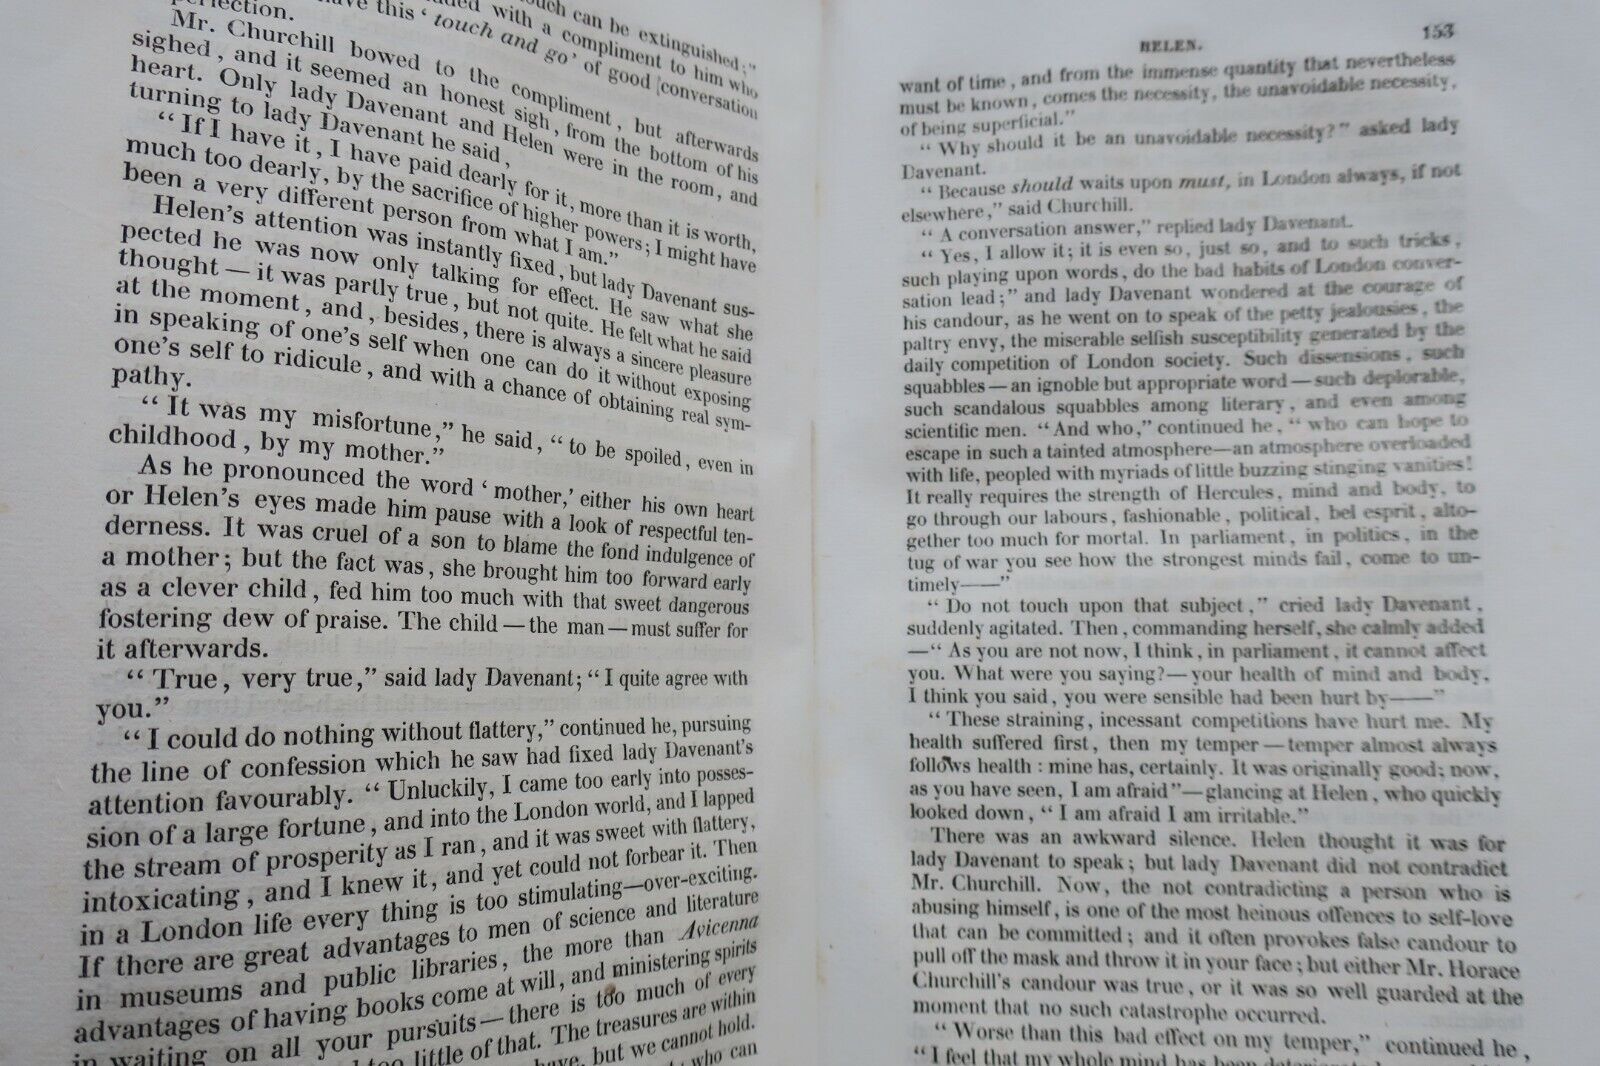 ouch can be extinguished;"
with a compliment to him who
have this ' touch and go' of good conversation
perfection.
Mr. Churchill bowed to the compliment, but afterwards
sighed, and it seemed an honest sigh, from the bottom of his
heart. Only lady Davenant and Helen were in the room, and
turning to lady Davenant he said,
"If I have it, I have paid dearly for it, more than it is worth,
much too dearly, by the sacrifice of higher powers; I might have
been a very different person from what I am."
Helen's attention was instantly fixed, but lady Davenant sus-
pected he was now only talking for effect. He saw what she
thought — it was partly true, but not quite. He felt what he said
at the moment, and, besides, there is always a sincere pleasure
in speaking of one's self when one can do it without exposing
one's self to ridicule, and with a chance of obtaining real sym-
pathy.
"It was my misfortune," he said, "to be spoiled, even in
childhood, by my mother."
As he pronounced the word ' mother,' either his own heart
or Helen's eyes made him pause with a look of respectful ten-
derness. It was cruel of a son to blame the fond indulgence of
a mother; but the fact was, she brought him too forward early
as a clever child, fed him too much with that sweet dangerous
fostering dew of praise. The child — the man — must suffer for
it afterwards.
"True, very true," said lady Davenant; "I quite agree with
you."
"I could do nothing without flattery," continued he, pursuing
the line of confession which he saw had fixed lady Davenant's
attention favourably. "Unluckily, I came too early into posses-
sion of a large fortune, and into the London world, and I lapped
the stream of prosperity as I ran, and it was sweet with flattery,
intoxicating, and I knew it, and yet could not forbear it. Then
in a London life every thing is too stimulating—over-exciting.
If there are great advantages to men of science and literature
in museums and public libraries, the more than Avicenna
advantages of having books come at will, and ministering spirits
in waiting on all your pursuits — there is too much of every
too little of that. The treasures are within
have, but we cannot hold.
who can
HELEN. 153
want of time, and from the immense quantity that nevertheless
must be known, comes the necessity, the unavoidable necessity,
of being superficial."
"Why should it be an unavoidable necessity?" asked lady
Davenant.
"Because should waits upon must, in London always, if not
elsewhere," said Churchill.
"A conversation answer," replied lady Davenant.
"Yes, I allow it; it is even so, just so, and to such tricks,
such playing upon words, do the bad habits of London conver-
sation lead;" and lady Davenant wondered at the courage of
his candour, as he went on to speak of the petty jealousies, the
paltry envy, the miserable selfish susceptibility generated by the
daily competition of London society. Such dissensions, such
squabbles — an ignoble but appropriate word — such deplorable,
such scandalous squabbles among literary, and even among
scientific men. "And who," continued he, "who can hope to
escape in such a tainted atmosphere—an atmosphere overloaded
with life, peopled with myriads of little buzzing stinging vanities!
It really requires the strength of Hercules, mind and body, to
go through our labours, fashionable, political, bel esprit, alto-
gether too much for mortal. In parliament, in politics, in the
tug of war you see how the strongest minds fail, come to un-
timely——"
"Do not touch upon that subject," cried lady Davenant,
suddenly agitated. Then, commanding herself, she calmly added
—"As you are not now, I think, in parliament, it cannot affect
you. What were you saying?—your health of mind and body,
I think you said, you were sensible had been hurt by——"
"These straining, incessant competitions have hurt me. My
health suffered first, then my temper — temper almost always
follows health : mine has, certainly. It was originally good; now,
as you have seen, I am afraid"—glancing at Helen, who quickly
looked down, "I am afraid I am irritable."
There was an awkward silence. Helen thought it was for
lady Davenant to speak; but lady Davenant did not contradict
Mr. Churchill. Now, the not contradicting a person who is
abusing himself, is one of the most heinous offences to self-love
that can be committed; and it often provokes false candour to
pull off the mask and throw it in your face; but either Mr. Horace
Churchill's candour was true, or it was so well guarded at the
moment that no such catastrophe occurred.
"Worse than this bad effect on my temper," continued he,
"I feel that my whole mind has been deteriorated